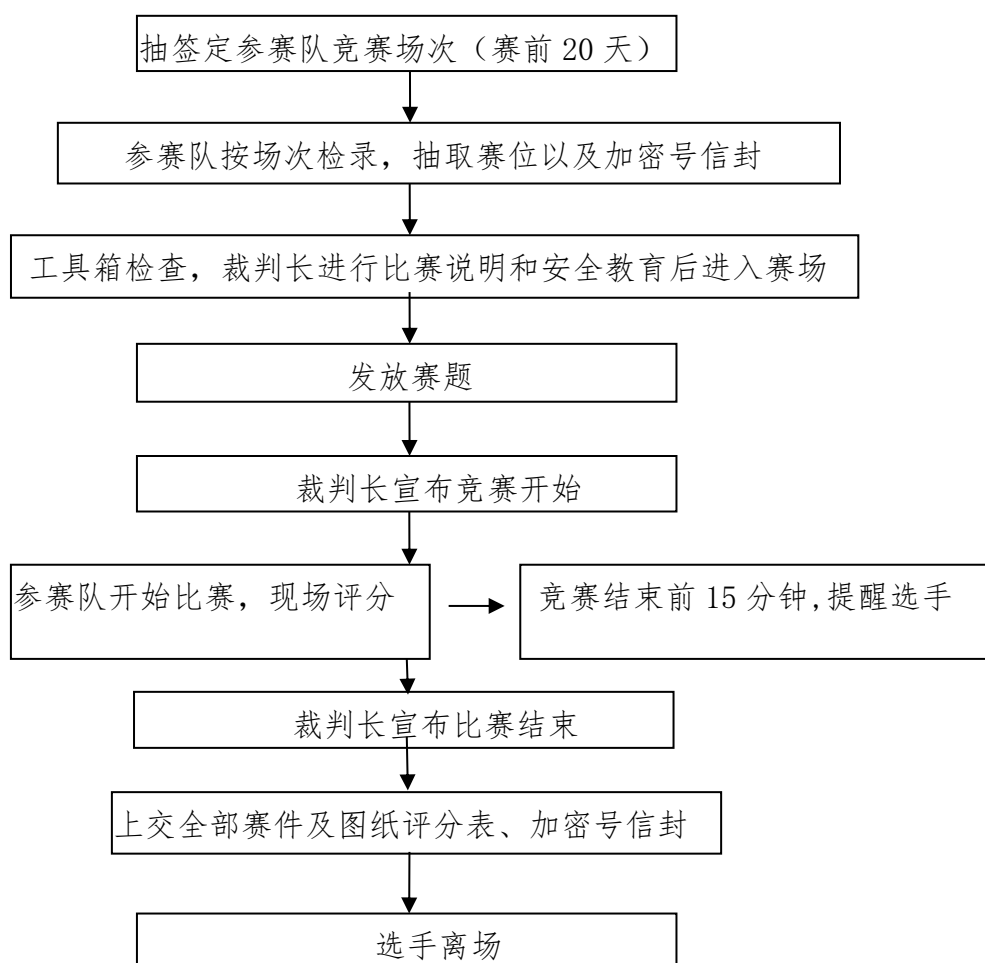 抽签定参赛队竞赛场次（赛前 20 天）
参赛队按场次检录，抽取赛位以及加密号信封
工具箱检查，裁判长进行比赛说明和安全教育后进入赛场
发放赛题
裁判长宣布竞赛开始
参赛队开始比赛，现场评分
竞赛结束前 15 分钟,提醒选手
裁判长宣布比赛结束
上交全部赛件及图纸评分表、加密号信封
选手离场